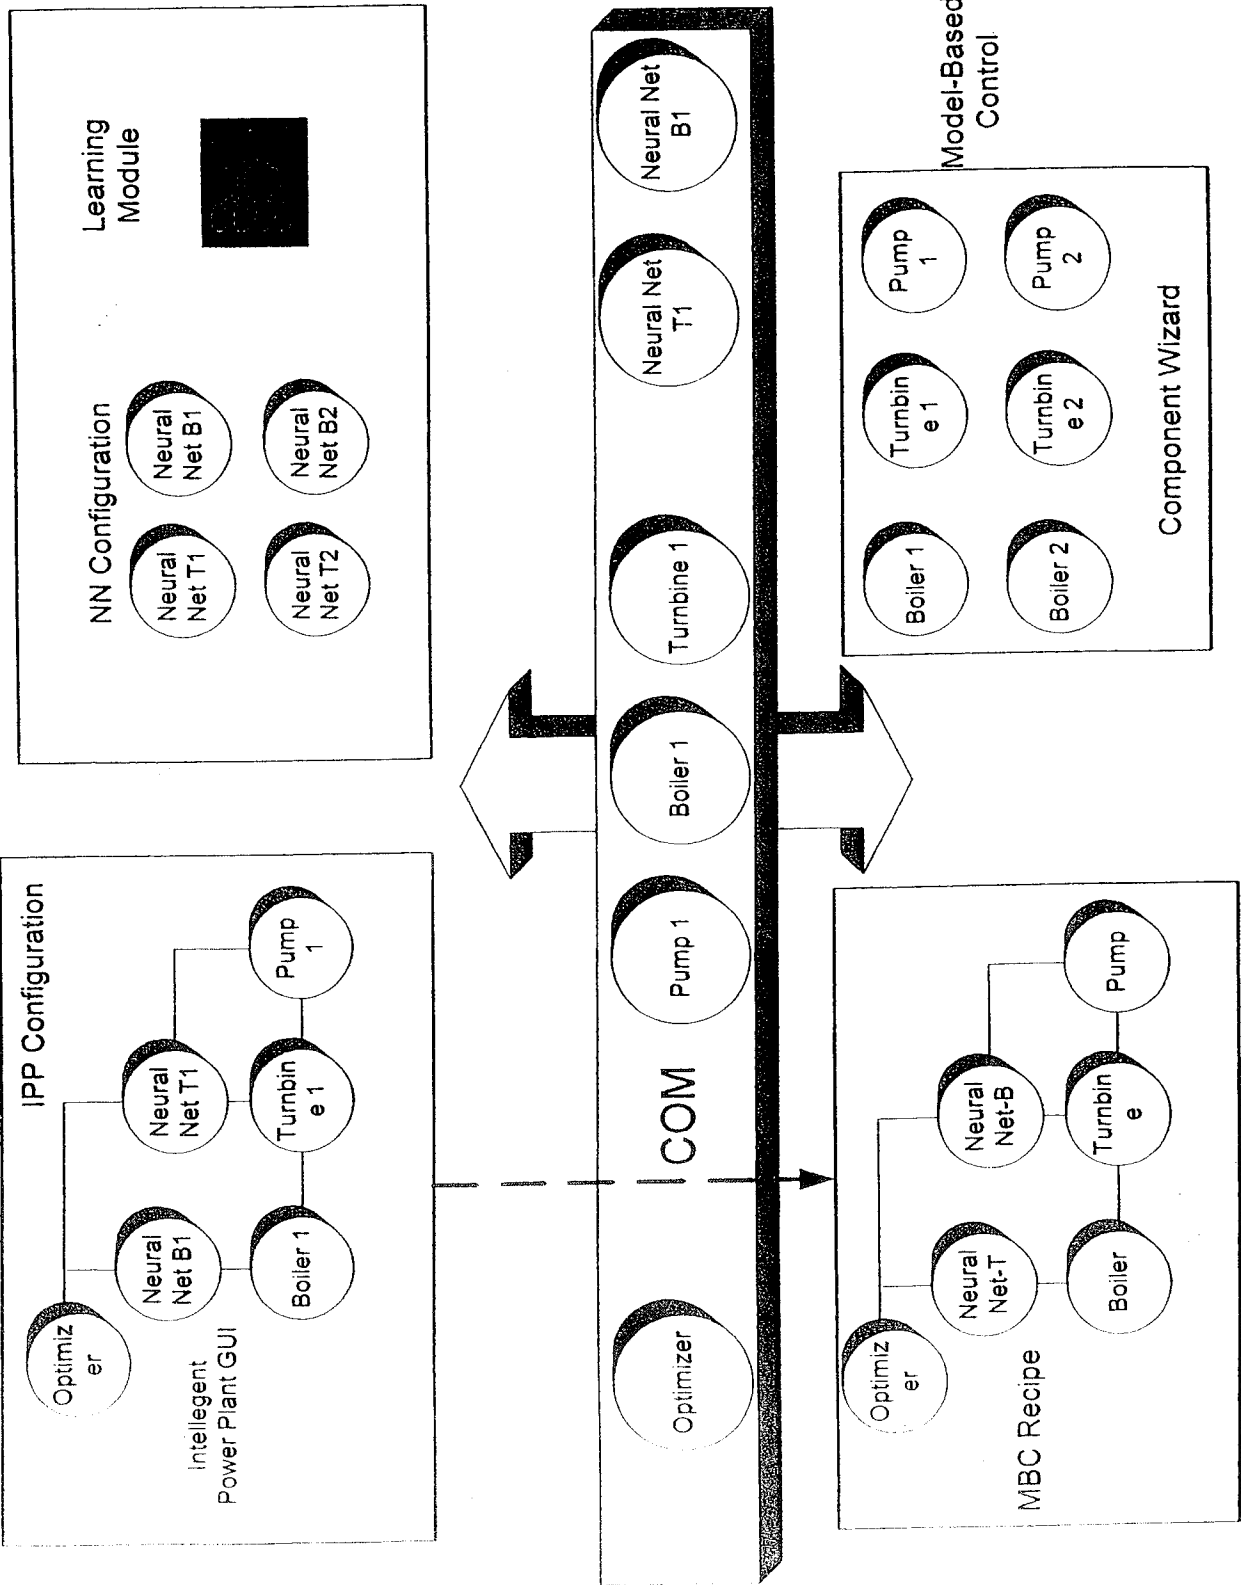 IPP Configuration
Optimiz
er
Neural
Net B1
Neural
Net T1
Boiler 1
Turnbin
e 1
Pump
1
Intellegent
Power Plant GUI
NN Configuration
Neural
Net T1
Neural
Net B1
Neural
Net T2
Neural
Net B2
Learning
Module
Optimizer
COM
Pump 1
Boiler 1
Turnbine 1
Neural Net
T1
Neural Net
B1
Optimiz
er
Neural
Net-T
Neural
Net-B
Boiler
Turnbin
e
Pump
MBC Recipe
Model-Based
Control
Boiler 1
Turnbin
e 1
Pump
1
Boiler 2
Turnbin
e 2
Pump
2
Component Wizard